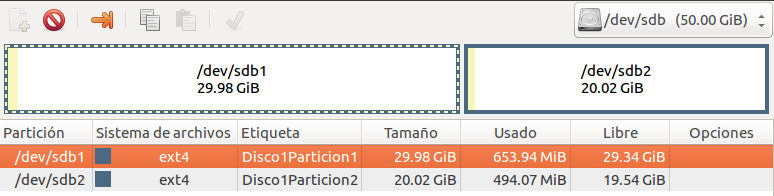 /dev/sdb (50.00 GiB)
/dev/sdb1
29.98 GiB
/dev/sdb2
20.02 GiB
Partición Sistema de archivos Etiqueta Tamaño Usado Libre Opciones
/dev/sdb1 ext4 Disco1Particion1 29.98 GiB 653.94 MiB 29.34 GiB
/dev/sdb2 ext4 Disco1Particion2 20.02 GiB 494.07 MiB 19.54 GiB